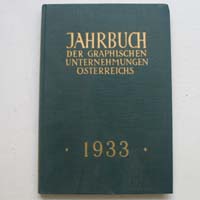 JAHRBUCH
DER GRAPHISCHEN
UNTERNEHMUNGEN
ÖSTERREICHS
· 1933 ·